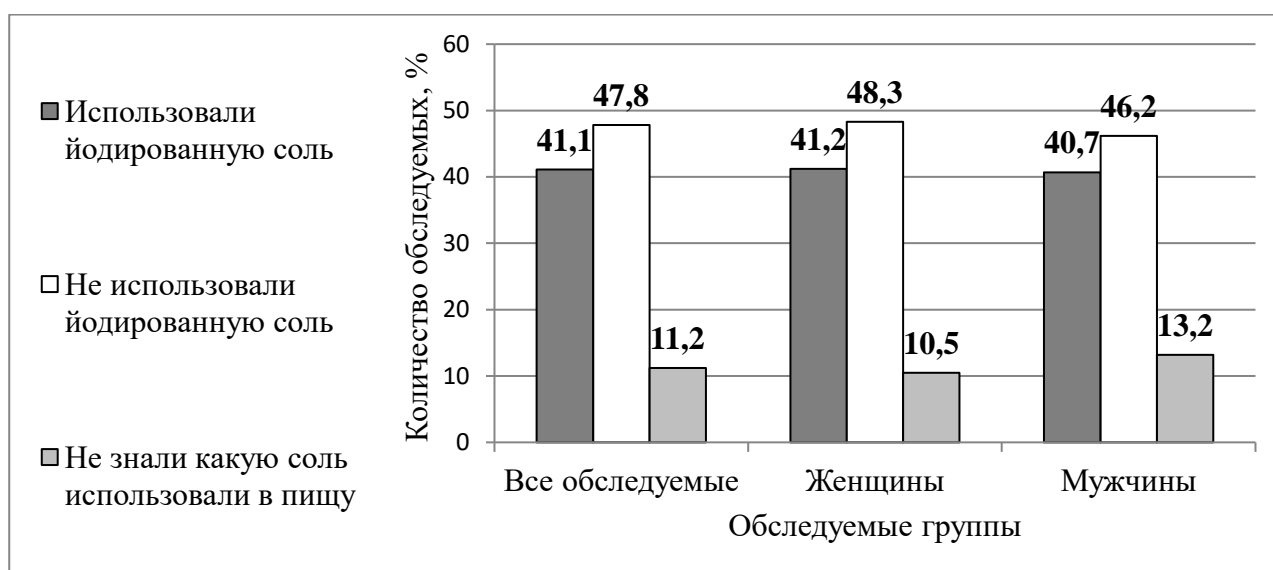 Использовали
йодированную соль
Не использовали
йодированную соль
Не знали какую соль
использовали в пищу
Количество обследуемых, %
60
50
40
30
20
10
0
41,1
47,8
11,2
41,2
48,3
10,5
40,7
46,2
13,2
Все обследуемые
Женщины
Мужчины
Обследуемые группы